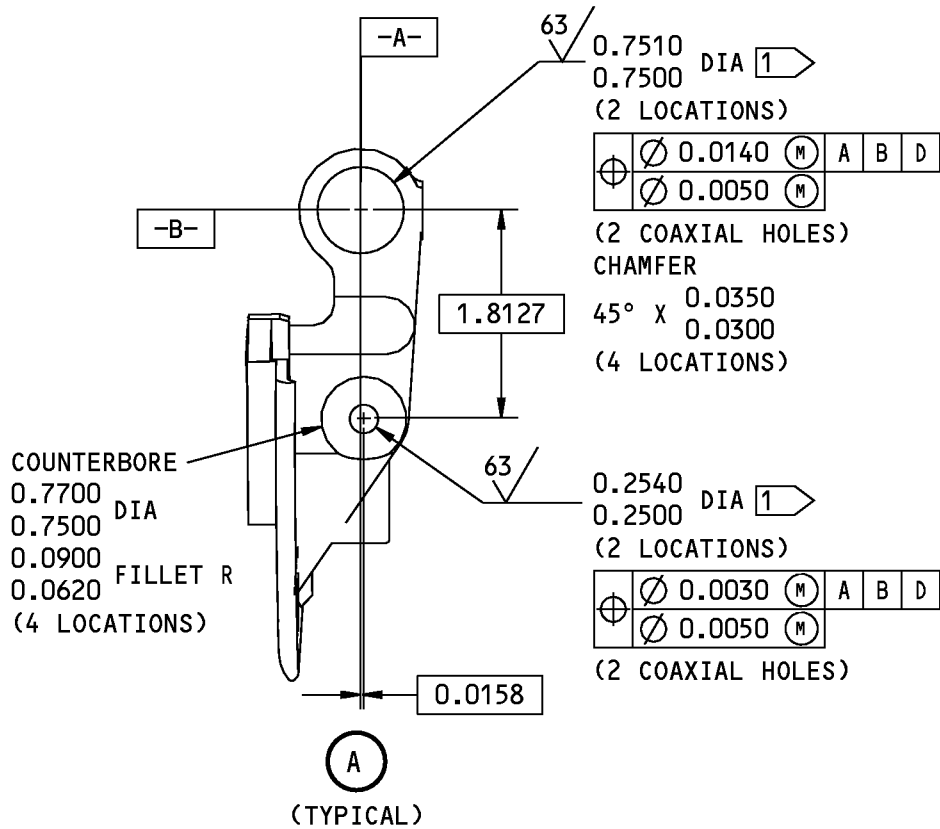 -A-
63
0.7510
0.7500 DIA 1
(2 LOCATIONS)
⌖ ∅ 0.0140 Ⓜ A B D
∅ 0.0050 Ⓜ
(2 COAXIAL HOLES)
CHAMFER
45° X 0.0350
0.0300
(4 LOCATIONS)
-B-
1.8127
COUNTERBORE
0.7700
0.7500 DIA
0.0900
0.0620 FILLET R
(4 LOCATIONS)
63
0.2540
0.2500 DIA 1
(2 LOCATIONS)
⌖ ∅ 0.0030 Ⓜ A B D
∅ 0.0050 Ⓜ
(2 COAXIAL HOLES)
0.0158
A
(TYPICAL)